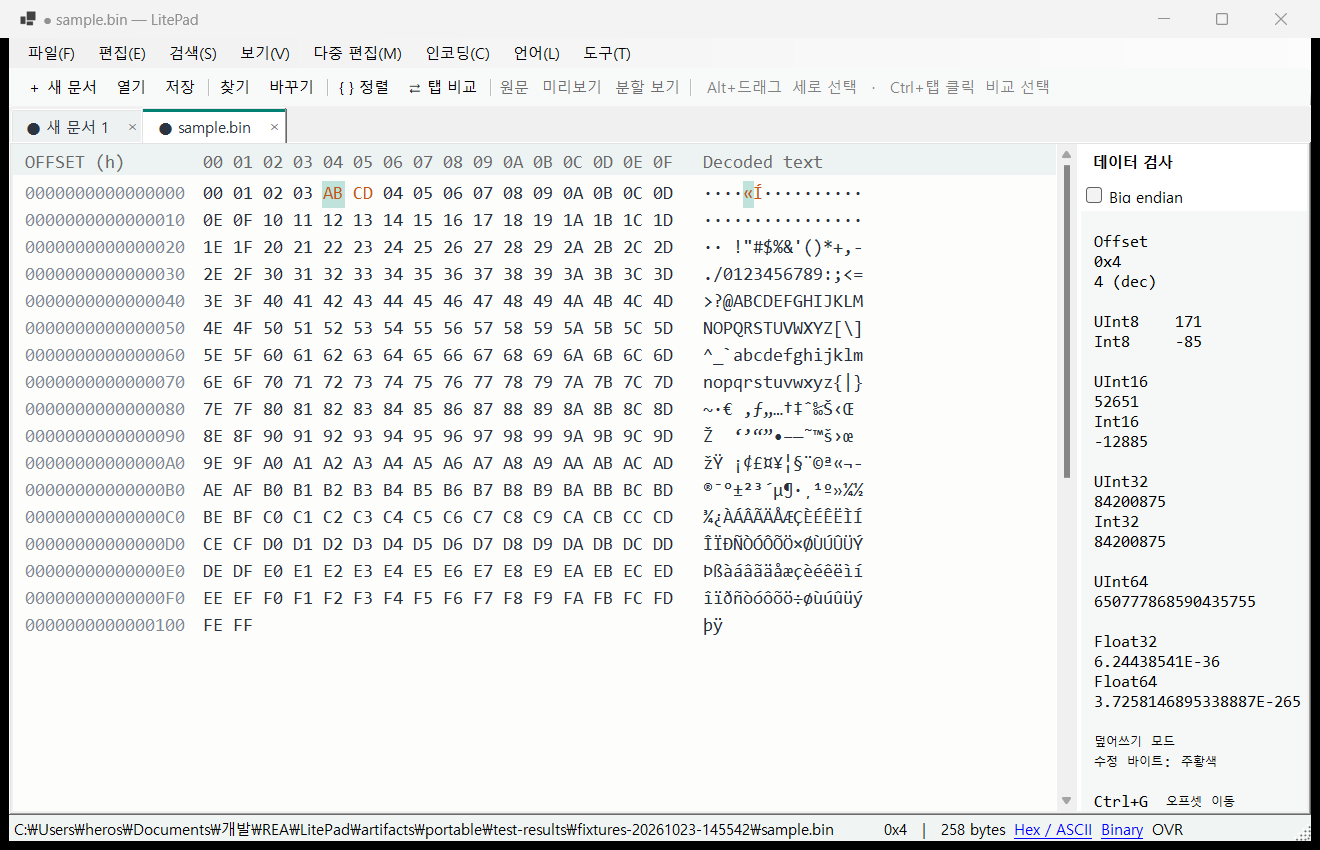 ● sample.bin — LitePad
파일(F) 편집(E) 검색(S) 보기(V) 다중 편집(M) 인코딩(C) 언어(L) 도구(T)
+ 새 문서 열기 저장 찾기 바꾸기 { } 정렬 ⇄ 탭 비교 원문 미리보기 분할 보기 Alt+드래그 세로 선택 · Ctrl+탭 클릭 비교 선택
● 새 문서 1 × ● sample.bin ×
OFFSET (h) 00 01 02 03 04 05 06 07 08 09 0A 0B 0C 0D 0E 0F Decoded text
0000000000000000 00 01 02 03 AB CD 04 05 06 07 08 09 0A 0B 0C 0D ····«Í··········
0000000000000010 0E 0F 10 11 12 13 14 15 16 17 18 19 1A 1B 1C 1D ················
0000000000000020 1E 1F 20 21 22 23 24 25 26 27 28 29 2A 2B 2C 2D ·· !"#$%&'()*+,-
0000000000000030 2E 2F 30 31 32 33 34 35 36 37 38 39 3A 3B 3C 3D ./0123456789:;<=
0000000000000040 3E 3F 40 41 42 43 44 45 46 47 48 49 4A 4B 4C 4D >?@ABCDEFGHIJKLM
0000000000000050 4E 4F 50 51 52 53 54 55 56 57 58 59 5A 5B 5C 5D NOPQRSTUVWXYZ[\]
0000000000000060 5E 5F 60 61 62 63 64 65 66 67 68 69 6A 6B 6C 6D ^_`abcdefghijklm
0000000000000070 6E 6F 70 71 72 73 74 75 76 77 78 79 7A 7B 7C 7D nopqrstuvwxyz{|}
0000000000000080 7E 7F 80 81 82 83 84 85 86 87 88 89 8A 8B 8C 8D ~·€ ‚ƒ„…†‡ˆ‰Š‹Œ
0000000000000090 8E 8F 90 91 92 93 94 95 96 97 98 99 9A 9B 9C 9D Ž ‘’“”•–—˜™š›œ
00000000000000A0 9E 9F A0 A1 A2 A3 A4 A5 A6 A7 A8 A9 AA AB AC AD žŸ ¡¢£¤¥¦§¨©ª«¬-
00000000000000B0 AE AF B0 B1 B2 B3 B4 B5 B6 B7 B8 B9 BA BB BC BD ®¯°±²³´µ¶·¸¹º»¼½
00000000000000C0 BE BF C0 C1 C2 C3 C4 C5 C6 C7 C8 C9 CA CB CC CD ¾¿ÀÁÂÃÄÅÆÇÈÉÊËÌÍ
00000000000000D0 CE CF D0 D1 D2 D3 D4 D5 D6 D7 D8 D9 DA DB DC DD ÎÏÐÑÒÓÔÕÖ×ØÙÚÛÜÝ
00000000000000E0 DE DF E0 E1 E2 E3 E4 E5 E6 E7 E8 E9 EA EB EC ED Þßàáâãäåæçèéêëìí
00000000000000F0 EE EF F0 F1 F2 F3 F4 F5 F6 F7 F8 F9 FA FB FC FD îïðñòóôõö÷øùúûüý
0000000000000100 FE FF þÿ
데이터 검사
Big endian
Offset
0x4
4 (dec)
UInt8 171
Int8 -85
UInt16
52651
Int16
-12885
UInt32
84200875
Int32
84200875
UInt64
650777868590435755
Float32
6.24438541E-36
Float64
3.7258146895338887E-265
덮어쓰기 모드
수정 바이트: 주황색
Ctrl+G 오프셋 이동
C:₩Users₩heros₩Documents₩개발₩REA₩LitePad₩artifacts₩portable₩test-results₩fixtures-20261023-145542₩sample.bin 0x4 | 258 bytes Hex / ASCII Binary OVR